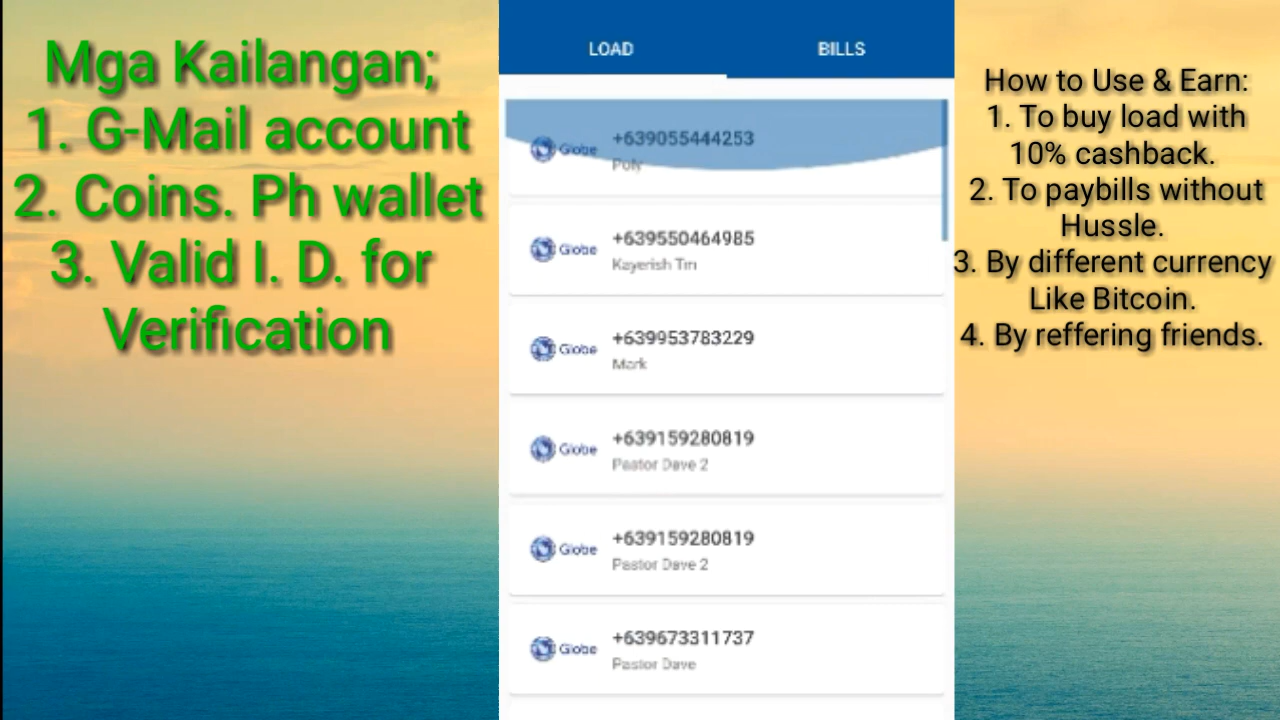 Mga Kailangan;
1. G-Mail account
2. Coins. Ph wallet
3. Valid I. D. for
Verification
LOAD
BILLS
Globe
+639055444253
Poly
Globe
+639550464985
Kayerish Tin
Globe
+639953783229
Mark
Globe
+639159280819
Pastor Dave 2
Globe
+639159280819
Pastor Dave 2
Globe
+639673311737
Pastor Dave
How to Use & Earn:
1. To buy load with
10% cashback.
2. To paybills without
Hussle.
3. By different currency
Like Bitcoin.
4. By reffering friends.